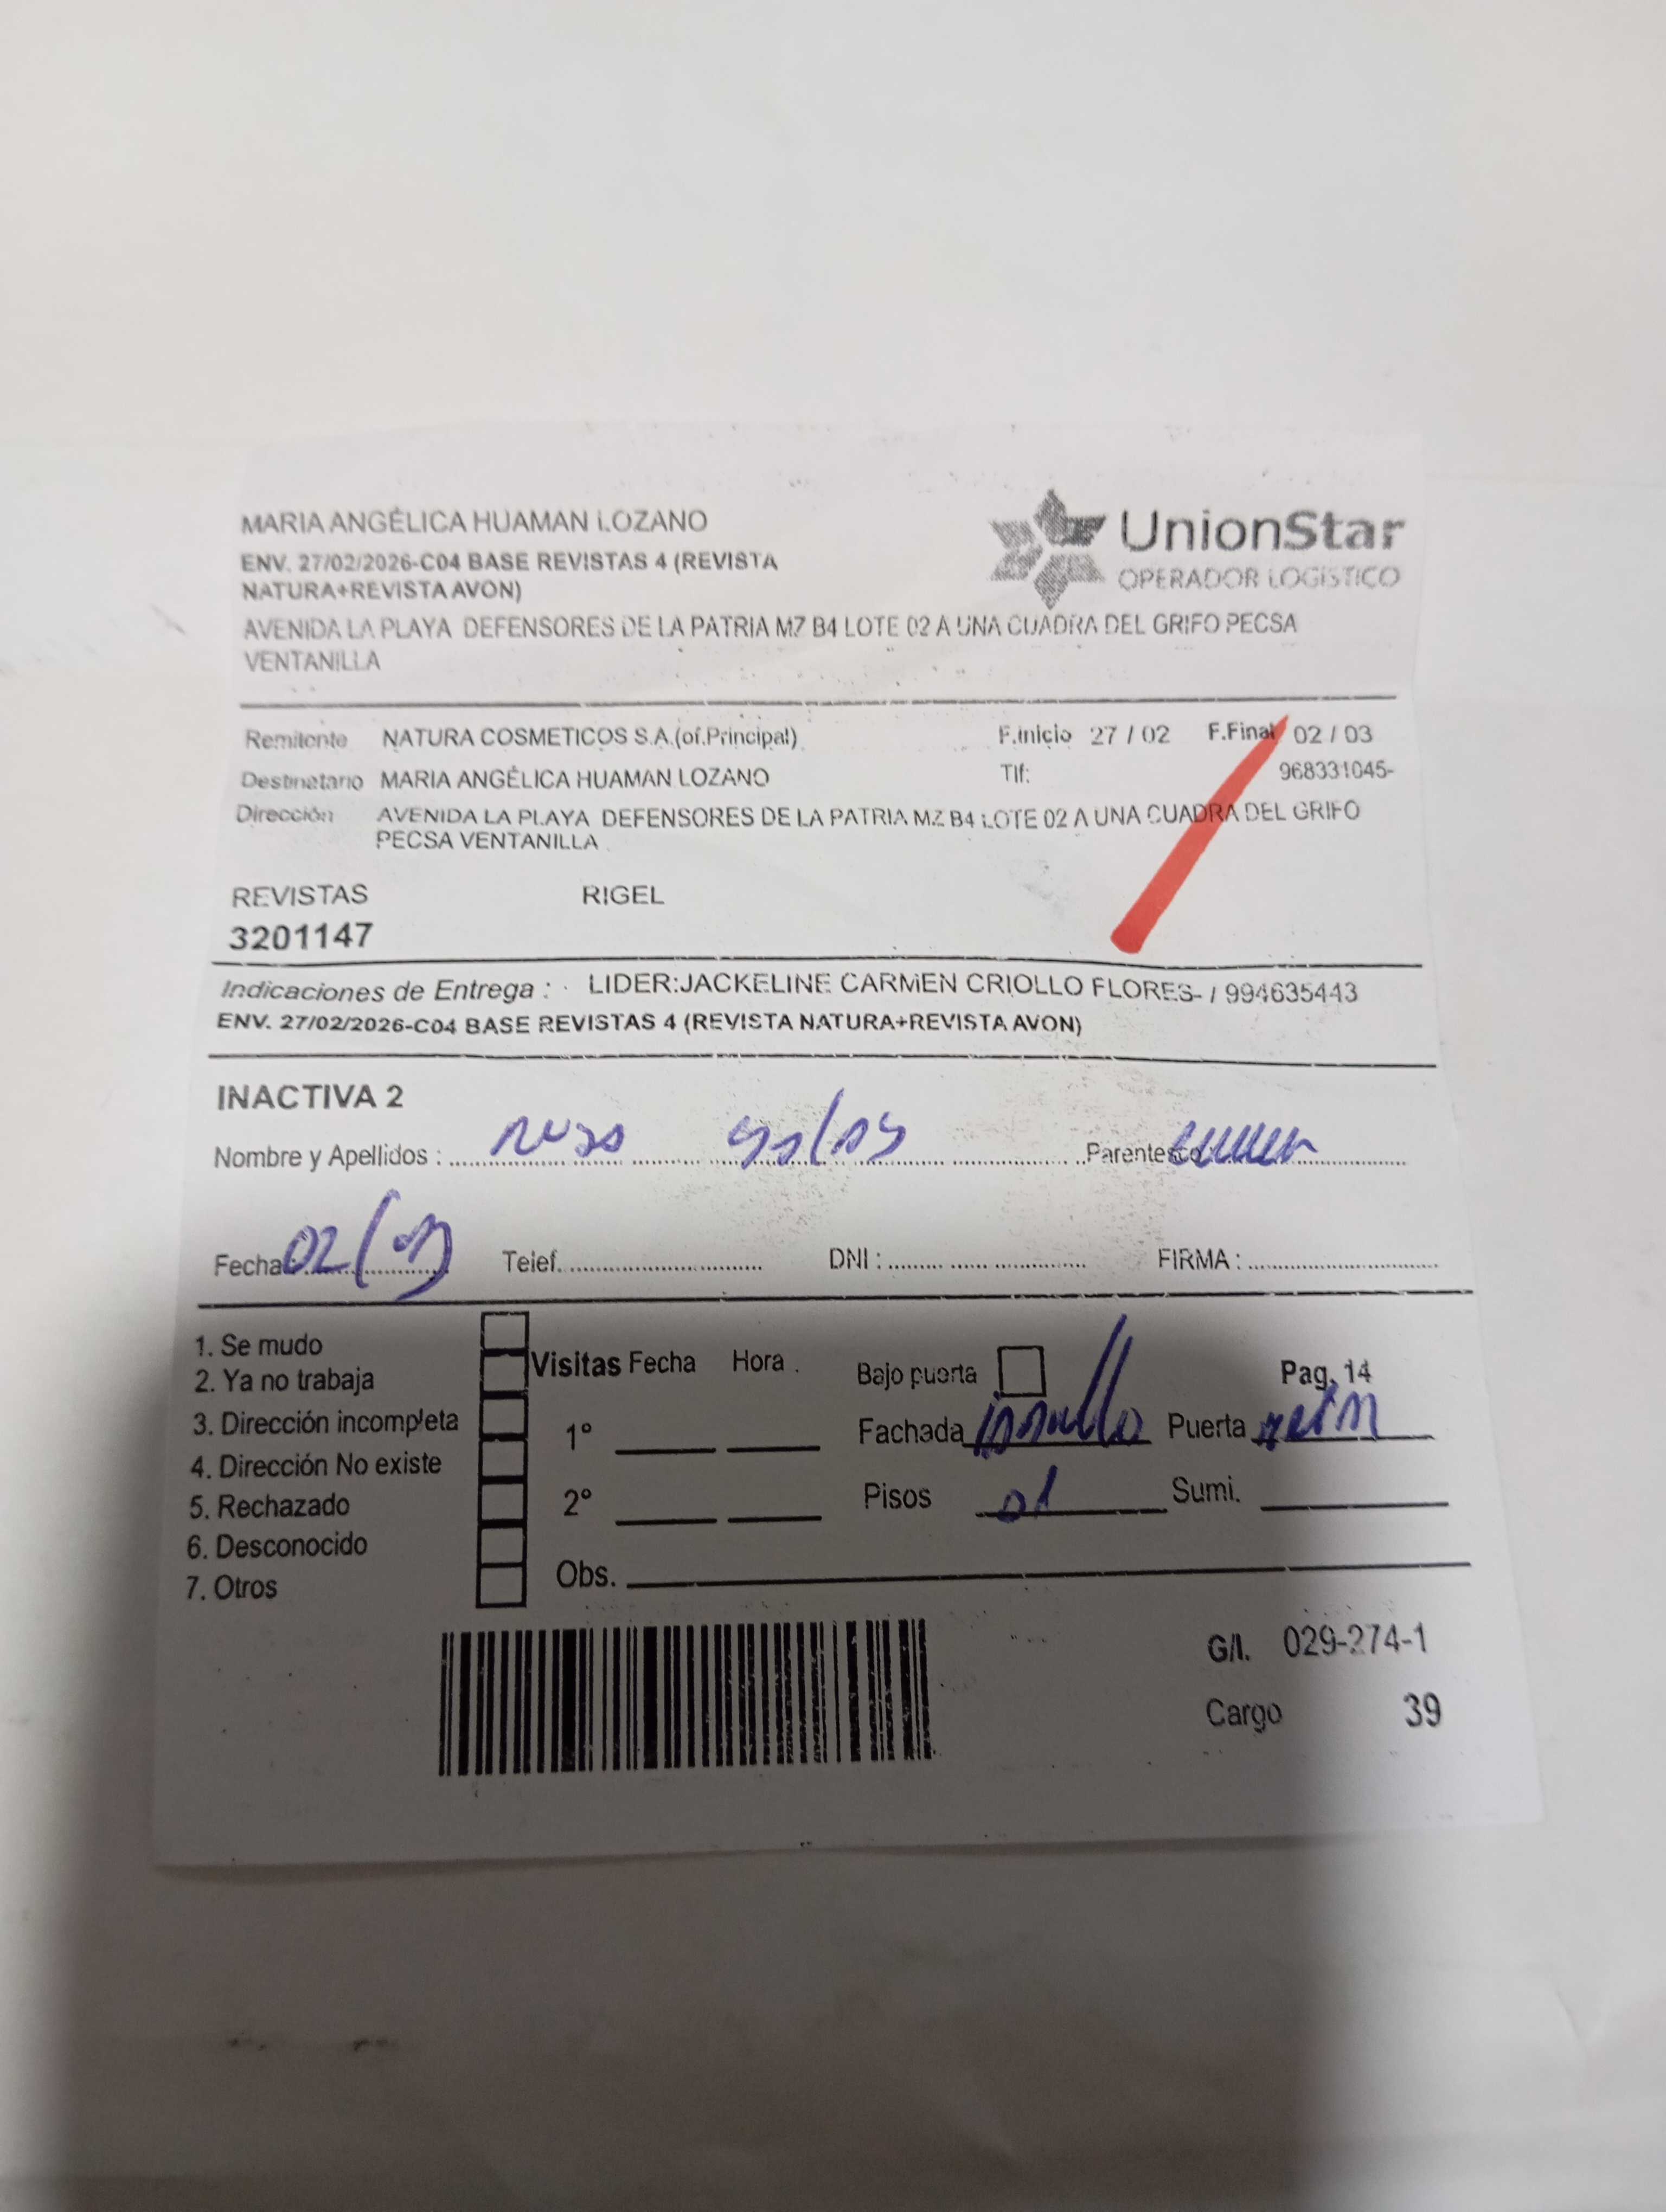 MARIA ANGÉLICA HUAMAN LOZANO
UnionStar
OPERADOR LOGÍSTICO
ENV. 27/02/2026-C04 BASE REVISTAS 4 (REVISTA
NATURA+REVISTA AVON)
AVENIDA LA PLAYA DEFENSORES DE LA PATRIA MZ B4 LOTE 02 A UNA CUADRA DEL GRIFO PECSA
VENTANILLA
Remitente NATURA COSMETICOS S.A.(of.Principal) F.Inicio 27 / 02 F.Final 02 / 03
Destinatario MARIA ANGÉLICA HUAMAN LOZANO Tlf: 968331045-
Dirección AVENIDA LA PLAYA DEFENSORES DE LA PATRIA MZ B4 LOTE 02 A UNA CUADRA DEL GRIFO
PECSA VENTANILLA
REVISTAS RIGEL
3201147
Indicaciones de Entrega : LIDER:JACKELINE CARMEN CRIOLLO FLORES- / 994635443
ENV. 27/02/2026-C04 BASE REVISTAS 4 (REVISTA NATURA+REVISTA AVON)
INACTIVA 2
Nombre y Apellidos : Parentesco
Fecha: 02 Telef. DNI : FIRMA :
1. Se mudo
2. Ya no trabaja
3. Dirección incompleta
4. Dirección No existe
5. Rechazado
6. Desconocido
7. Otros
Visitas Fecha Hora
1°
2°
Obs.
Bajo puerta Pag. 14
Fachada Puerta
Pisos 01 Sumi.
G/I. 029-274-1
Cargo 39